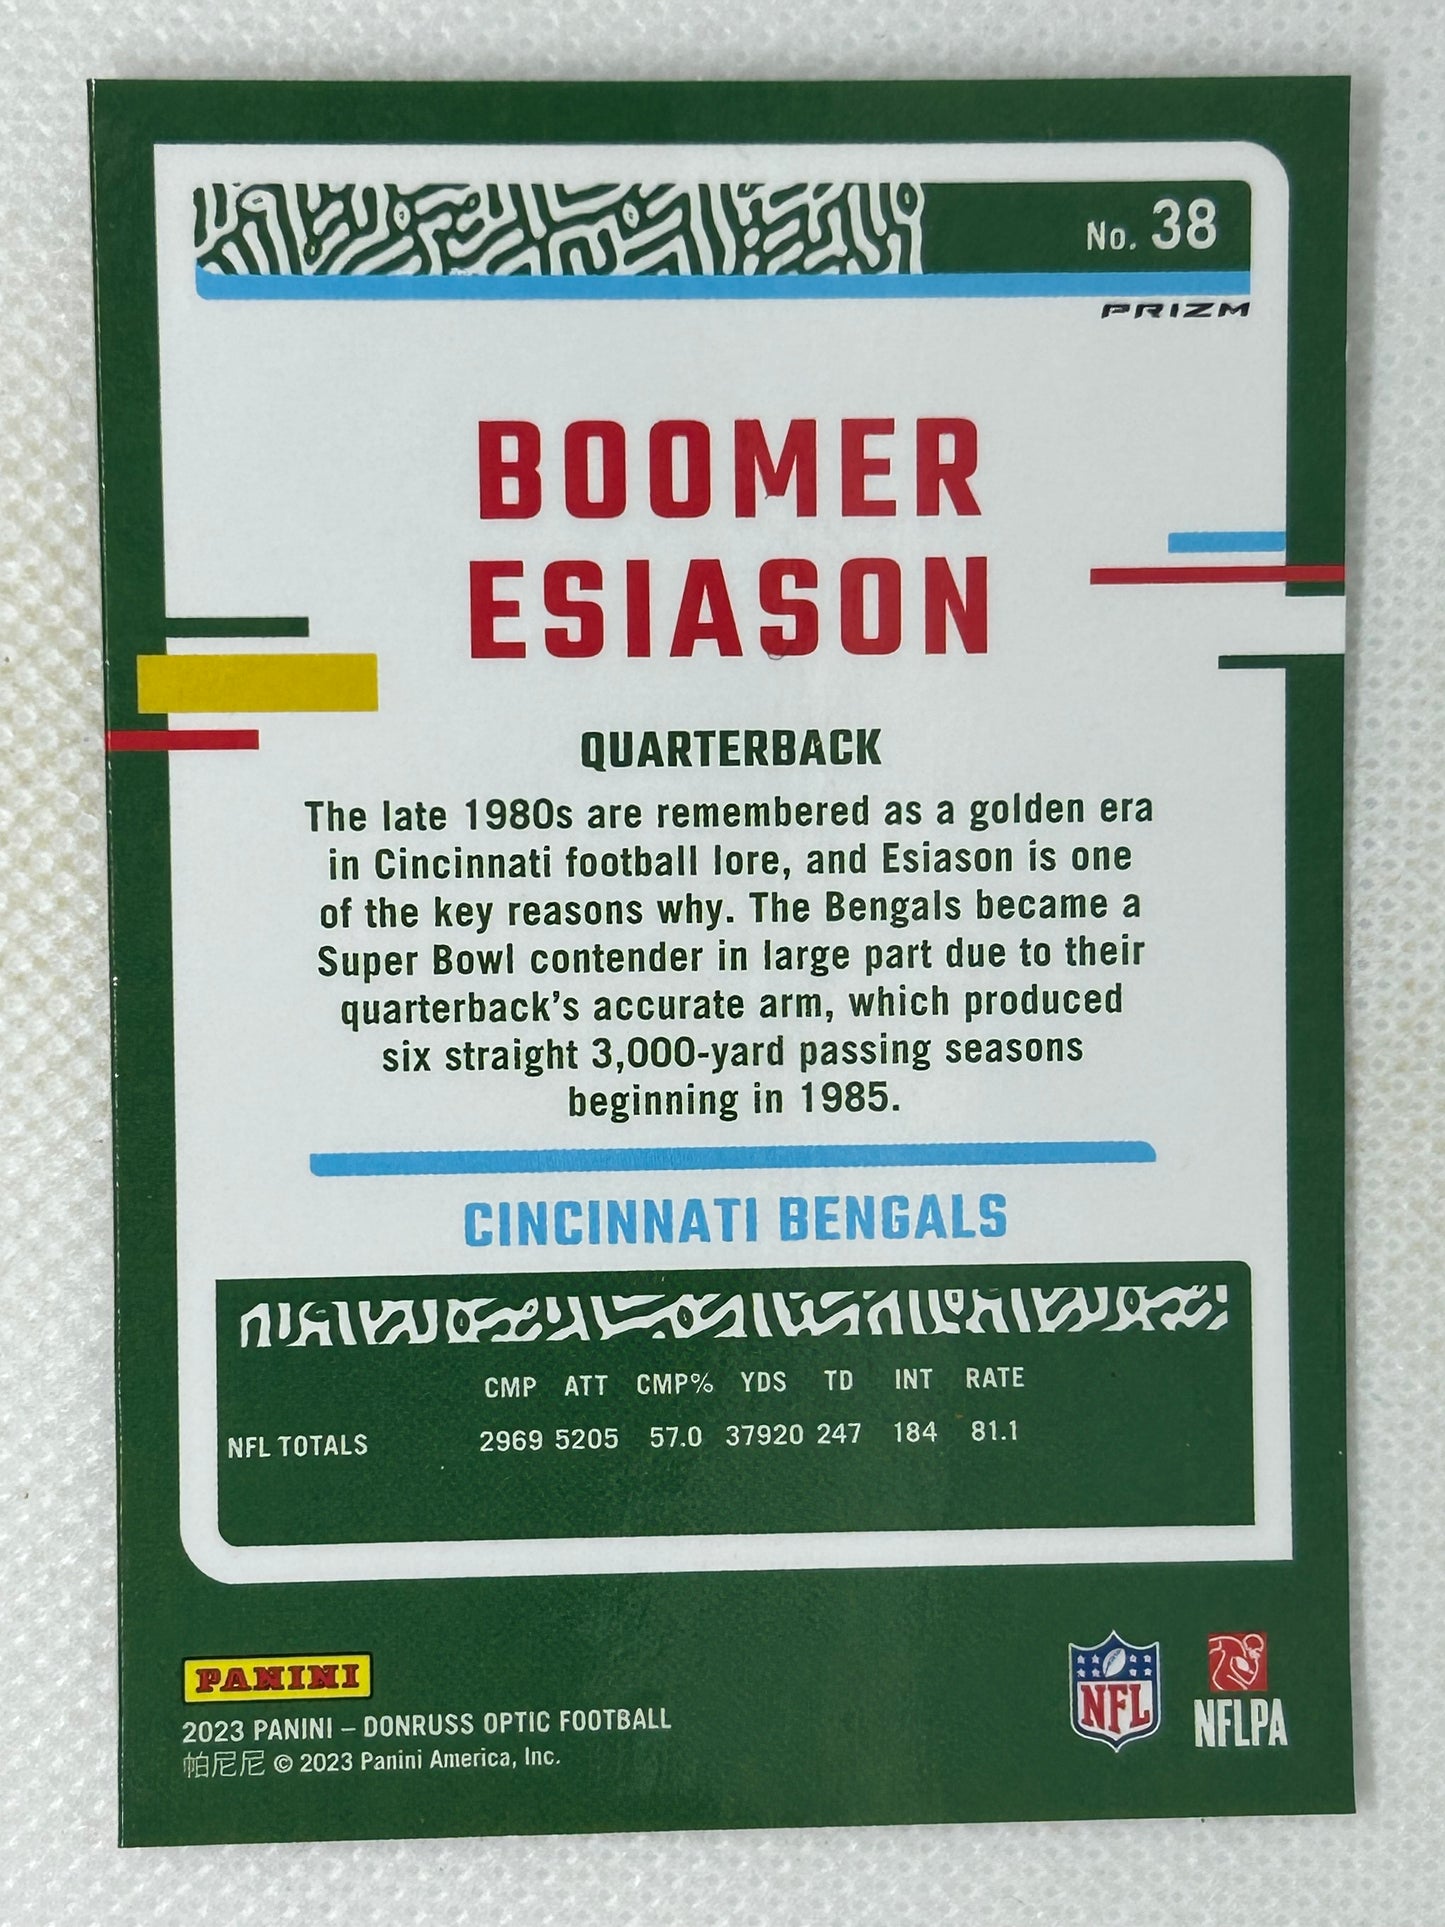 No. 38
PRIZM
BOOMER
ESIASON
QUARTERBACK
The late 1980s are remembered as a golden era
in Cincinnati football lore, and Esiason is one
of the key reasons why. The Bengals became a
Super Bowl contender in large part due to their
quarterback's accurate arm, which produced
six straight 3,000-yard passing seasons
beginning in 1985.
CINCINNATI BENGALS
CMP ATT CMP% YDS TD INT RATE
NFL TOTALS 2969 5205 57.0 37920 247 184 81.1
PANINI
2023 PANINI – DONRUSS OPTIC FOOTBALL
帕尼尼 © 2023 Panini America, Inc.
NFL
NFLPA